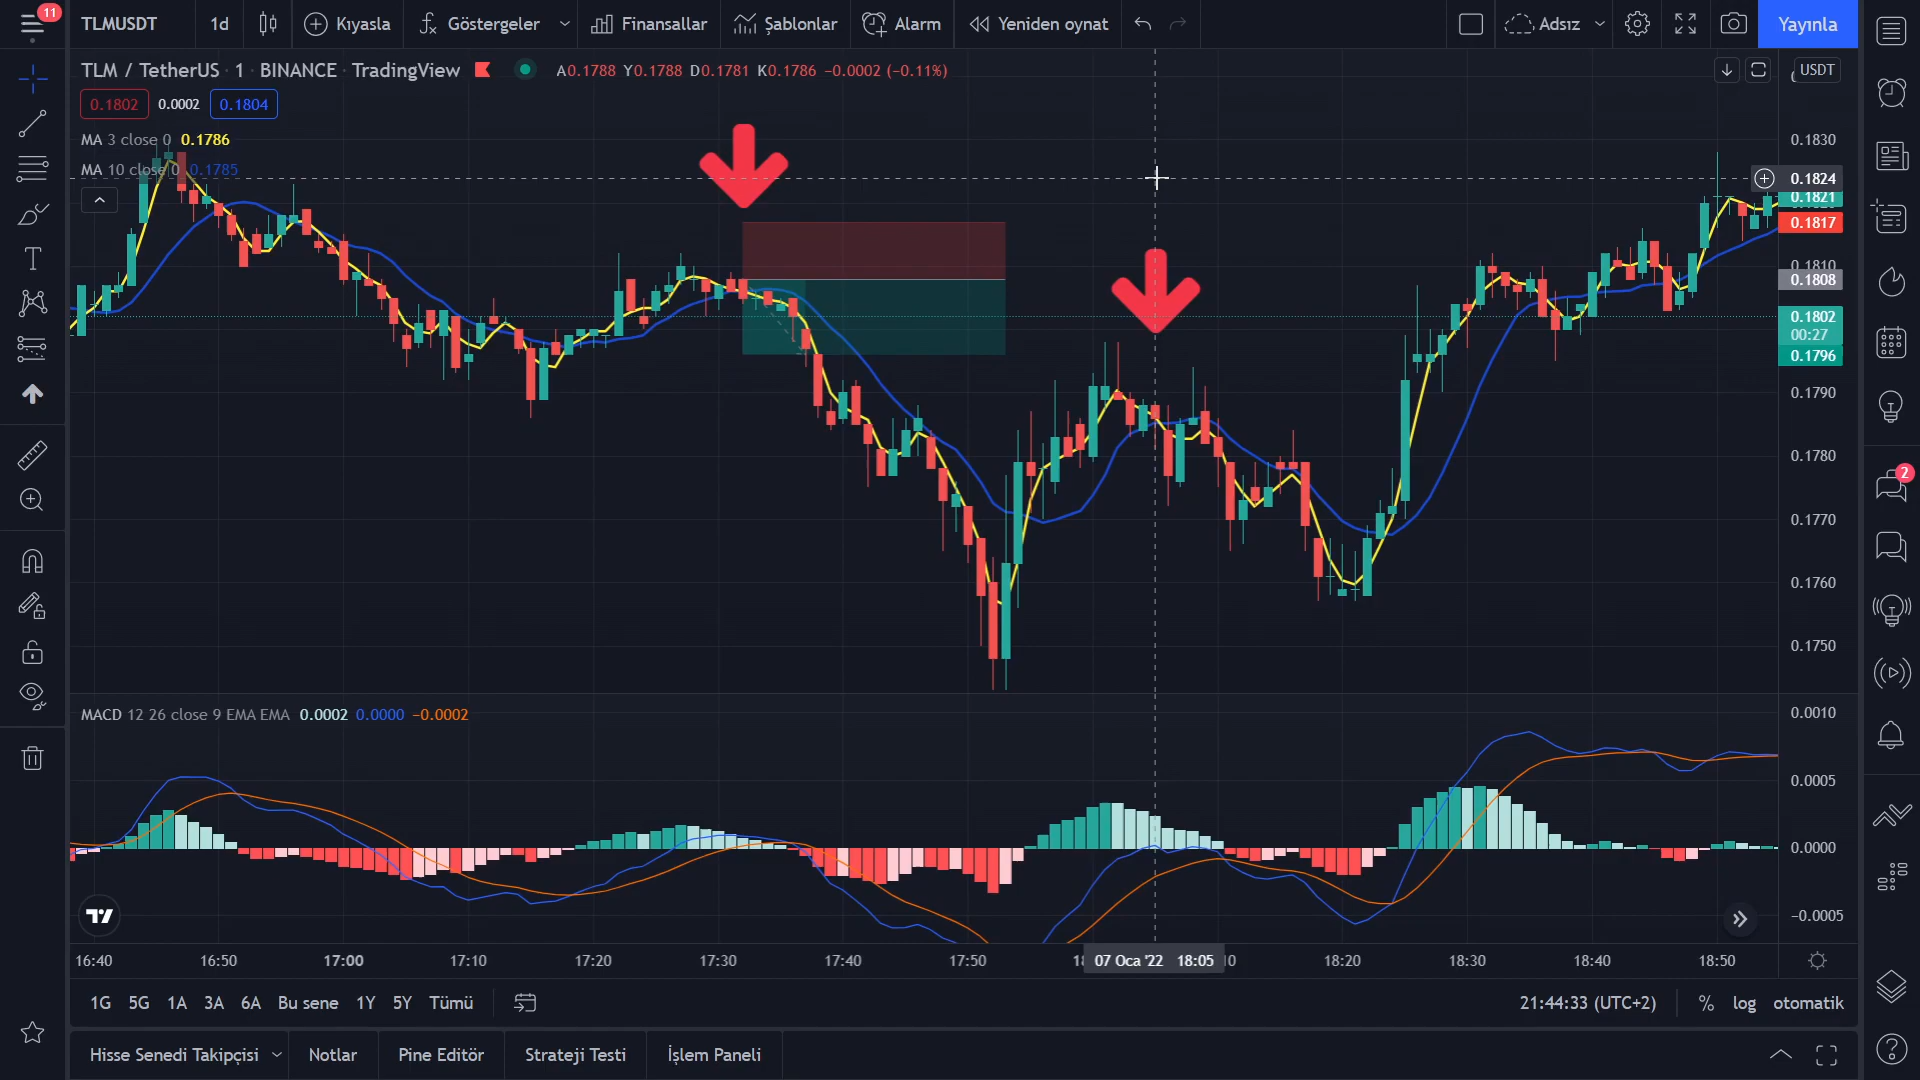 11
TLMUSDT 1d Kıyasla Göstergeler Finansallar Şablonlar Alarm Yeniden oynat Adsız Yayınla
TLM / TetherUS · 1 · BINANCE · TradingView A0.1788 Y0.1788 D0.1781 K0.1786 −0.0002 (−0.11%)
USDT
0.1802 0.0002 0.1804
MA 3 close 0 0.1786
MA 10 close 0 0.1785
0.1830
0.1824
0.1821
0.1817
0.1810
0.1808
0.1802
00:27
0.1796
0.1790
0.1780
0.1770
0.1760
0.1750
2
MACD 12 26 close 9 EMA EMA 0.0002 0.0000 −0.0002
0.0010
0.0005
0.0000
−0.0005
16:40 16:50 17:00 17:10 17:20 17:30 17:40 17:50 07 Oca '22 18:05 18:20 18:30 18:40 18:50
1G 5G 1A 3A 6A Bu sene 1Y 5Y Tümü 21:44:33 (UTC+2) % log otomatik
Hisse Senedi Takipçisi Notlar Pine Editör Strateji Testi İşlem Paneli